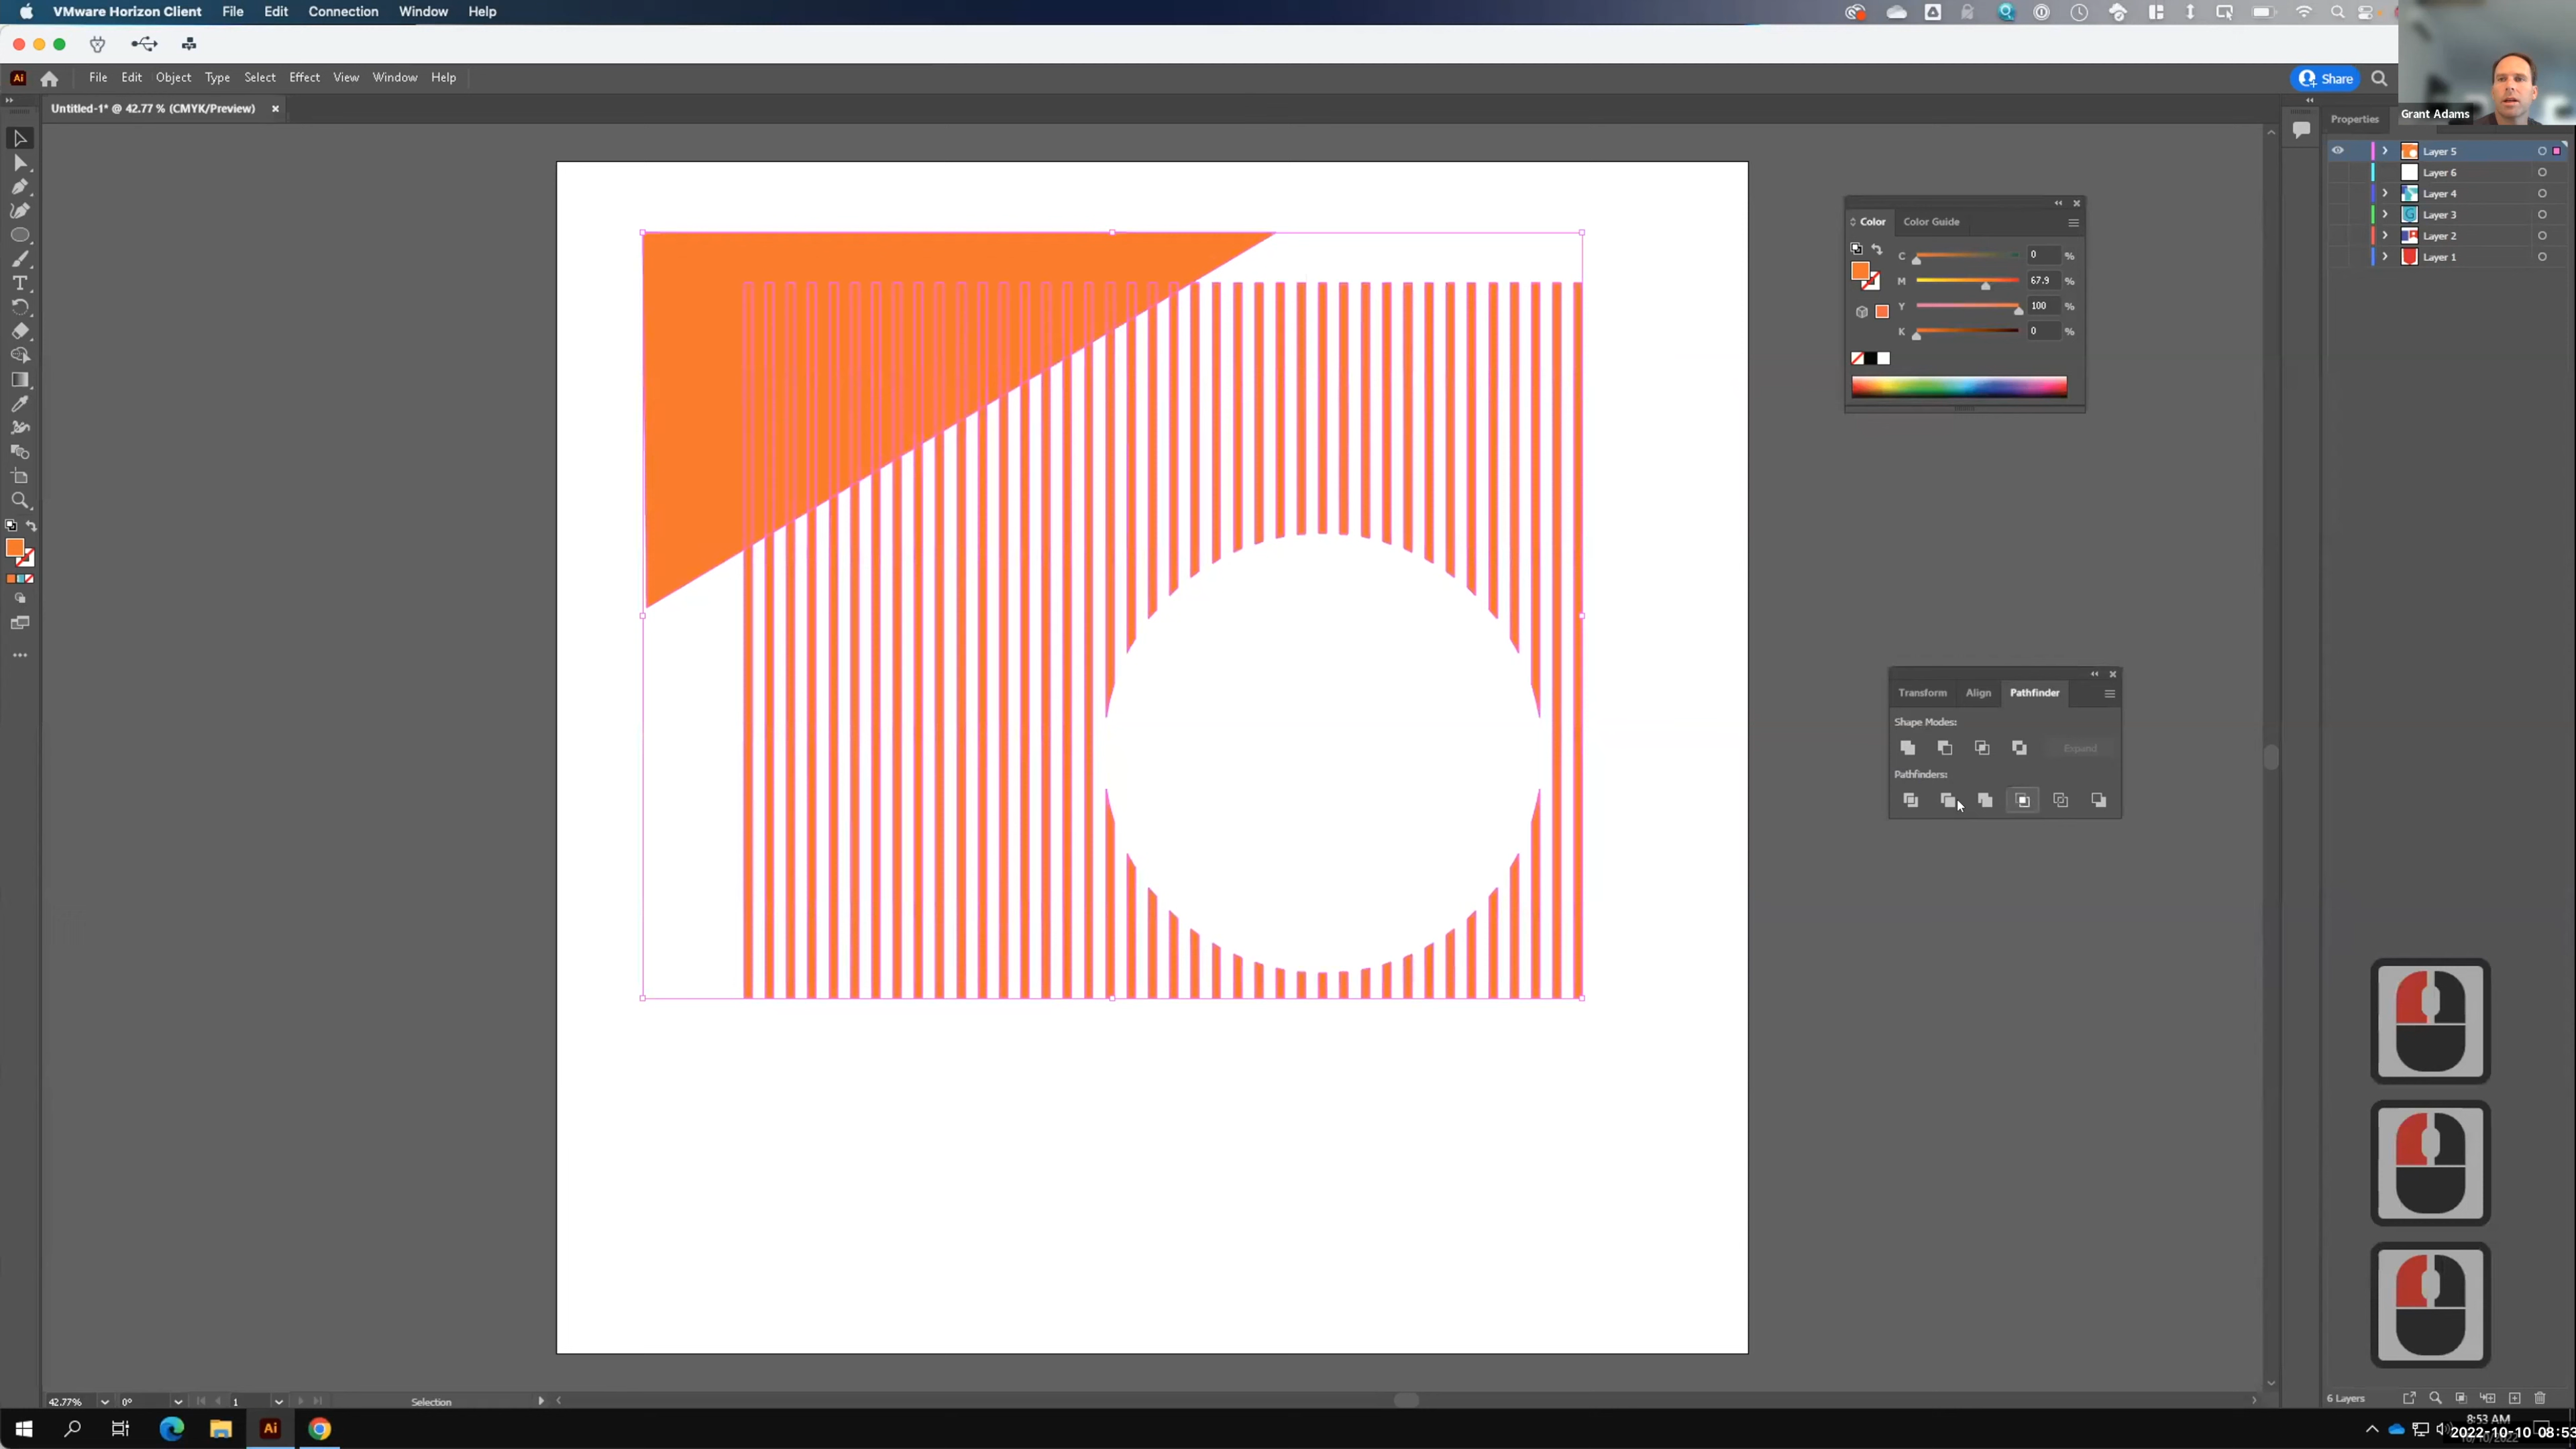 VMware Horizon Client File Edit Connection Window Help
Ai File Edit Object Type Select Effect View Window Help Share
Grant Adams
Untitled-1* @ 42.77 % (CMYK/Preview) ×
Properties
Layer 5
Layer 6
Layer 4
Layer 3
Layer 2
Layer 1
Color Color Guide
C 0 %
M 67.9 %
Y 100 %
K 0 %
Transform Align Pathfinder
Shape Modes:
Expand
Pathfinders:
42.77% 0° 1 Selection
6 Layers
Ai
8:53 AM
2022-10-10 08:53